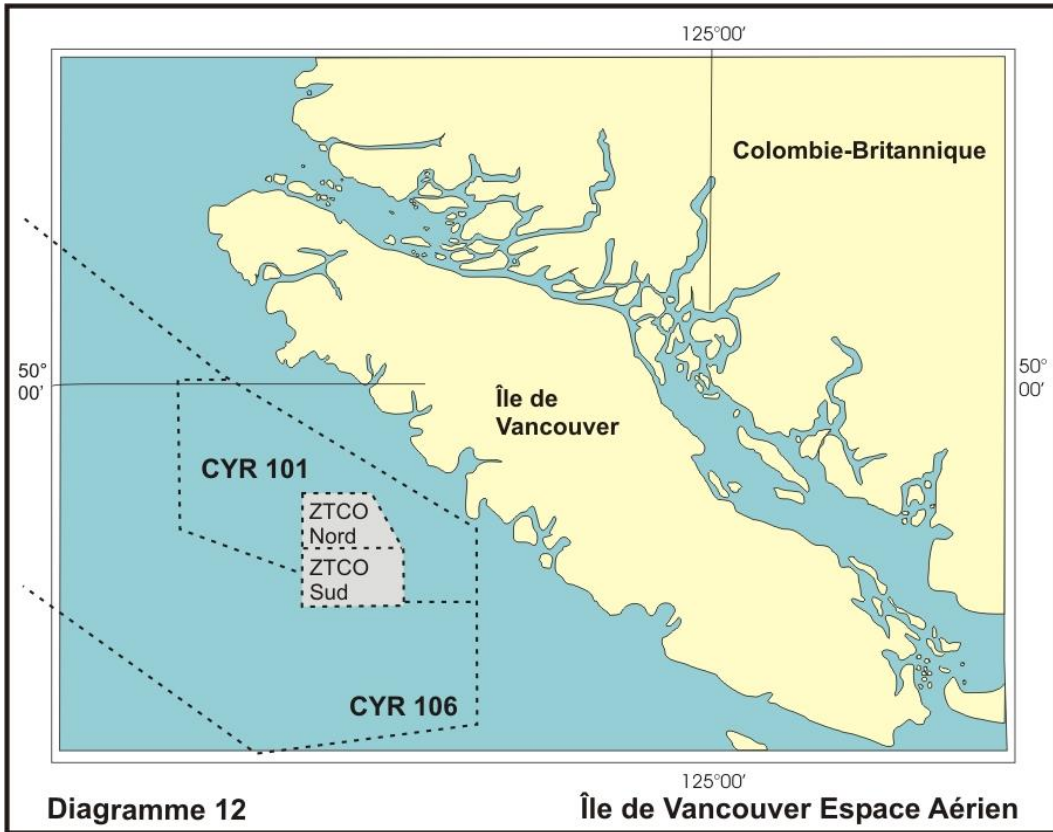 125°00’
Colombie-Britannique
50°
00’
50°
00’
Île de
Vancouver
CYR 101
ZTCO
Nord
ZTCO
Sud
CYR 106
125°00’
Diagramme 12
Île de Vancouver Espace Aérien